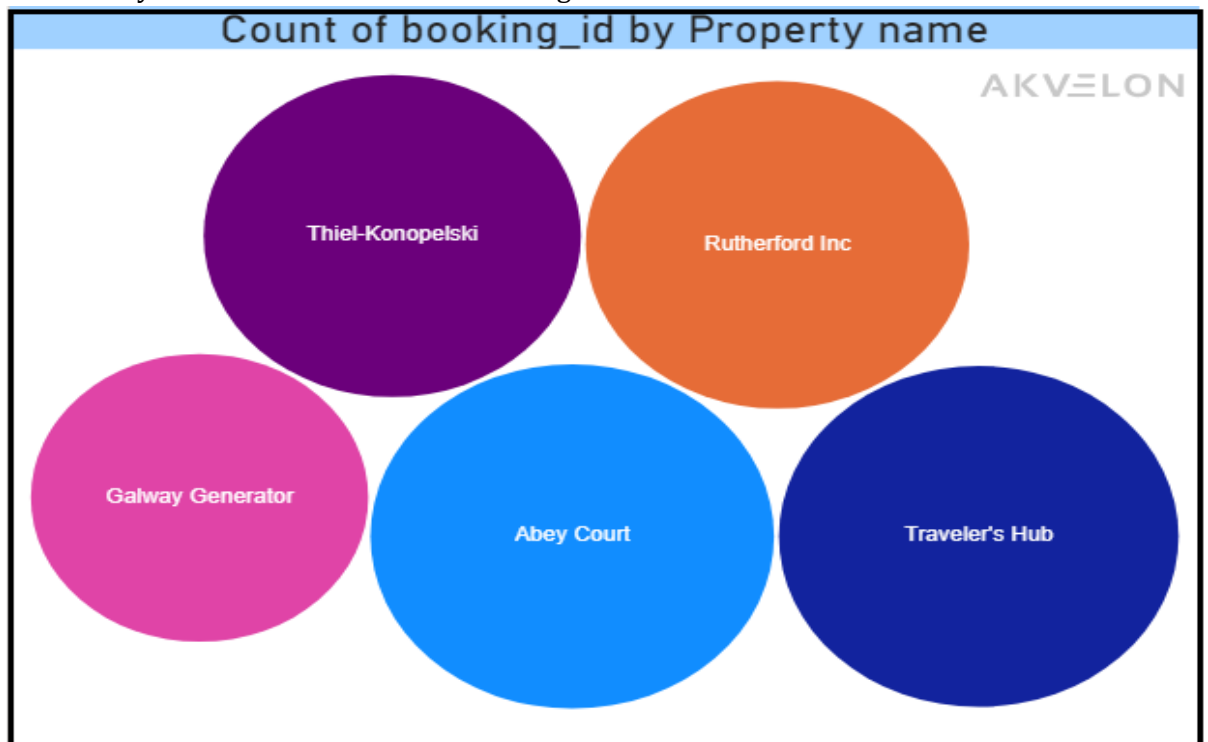 Count of booking_id by Property name
AKVELON
Thiel-Konopelski
Rutherford Inc
Galway Generator
Abey Court
Traveler's Hub